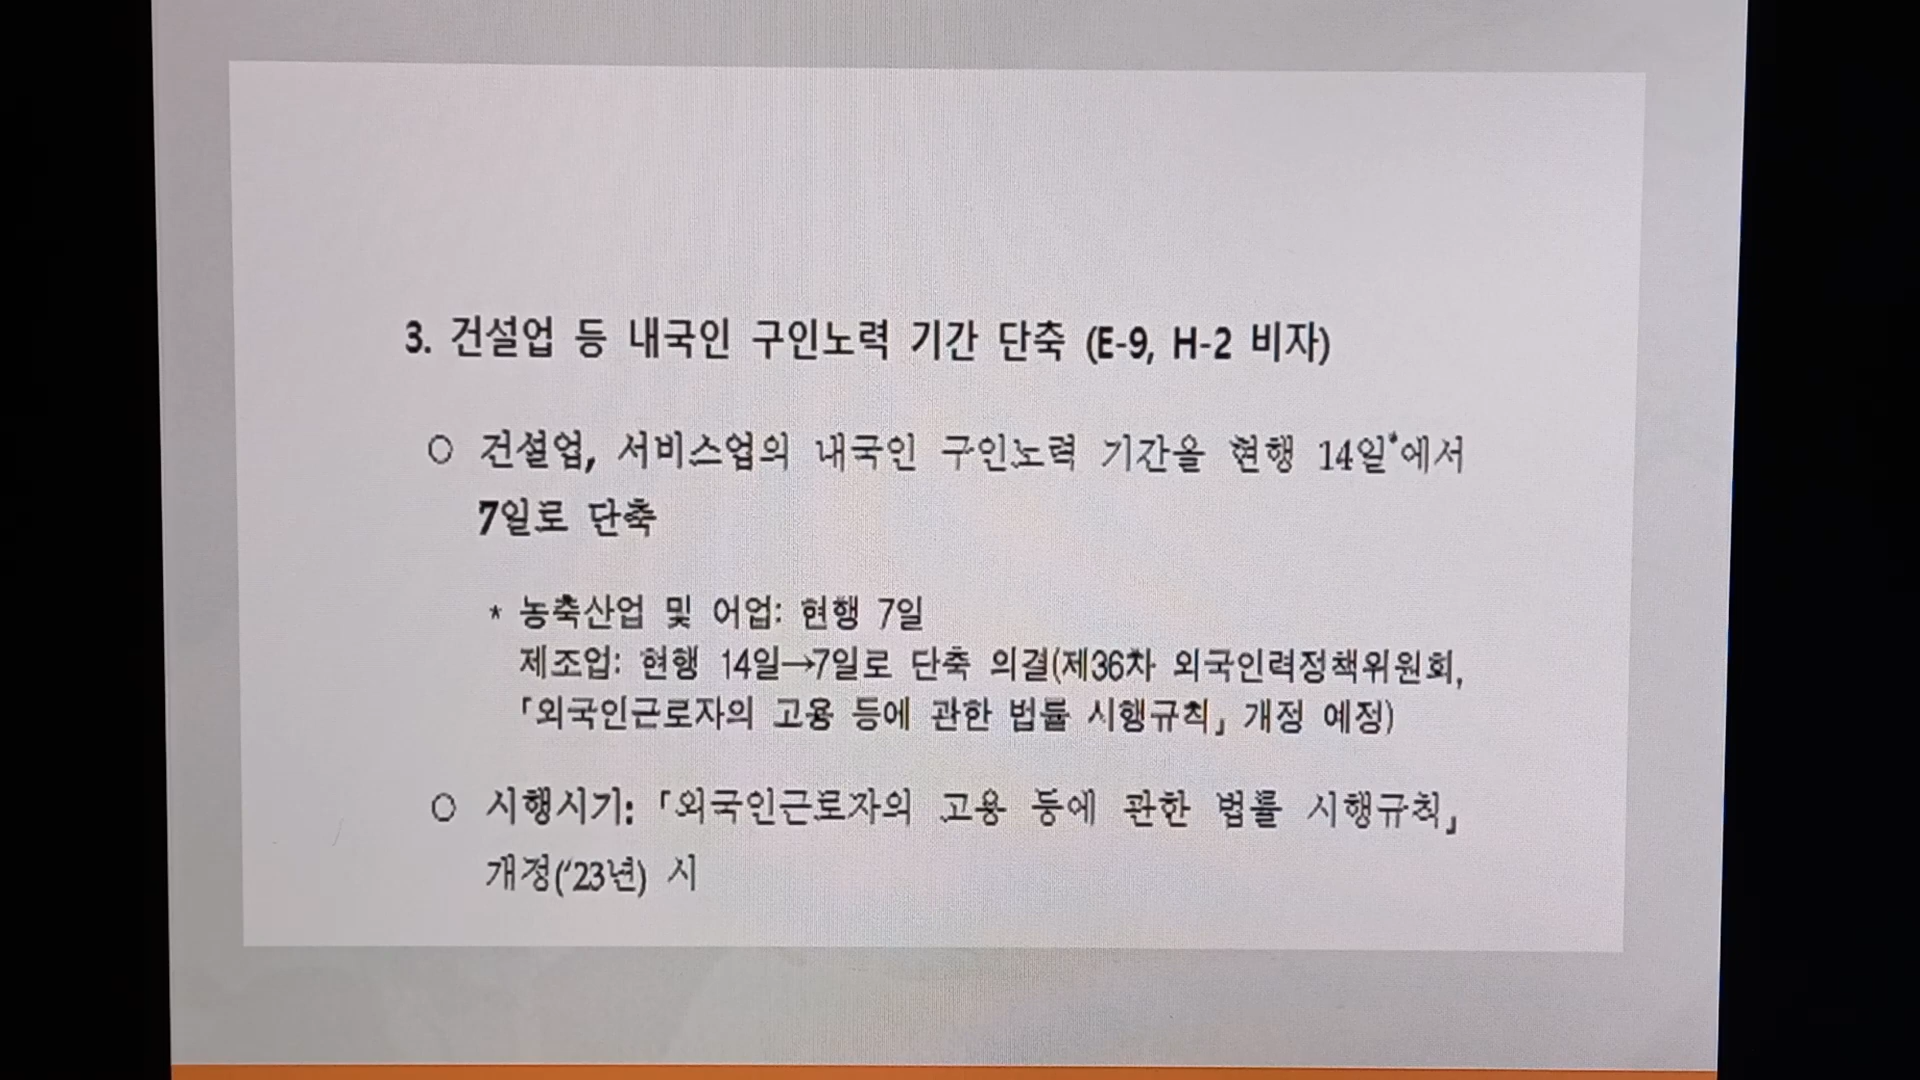 3. 건설업 등 내국인 구인노력 기간 단축 (E-9, H-2 비자)
○ 건설업, 서비스업의 내국인 구인노력 기간을 현행 14일*에서
7일로 단축
* 농축산업 및 어업: 현행 7일
제조업: 현행 14일→7일로 단축 의결(제36차 외국인력정책위원회,
「외국인근로자의 고용 등에 관한 법률 시행규칙」 개정 예정)
○ 시행시기: 「외국인근로자의 고용 등에 관한 법률 시행규칙」
개정('23년) 시